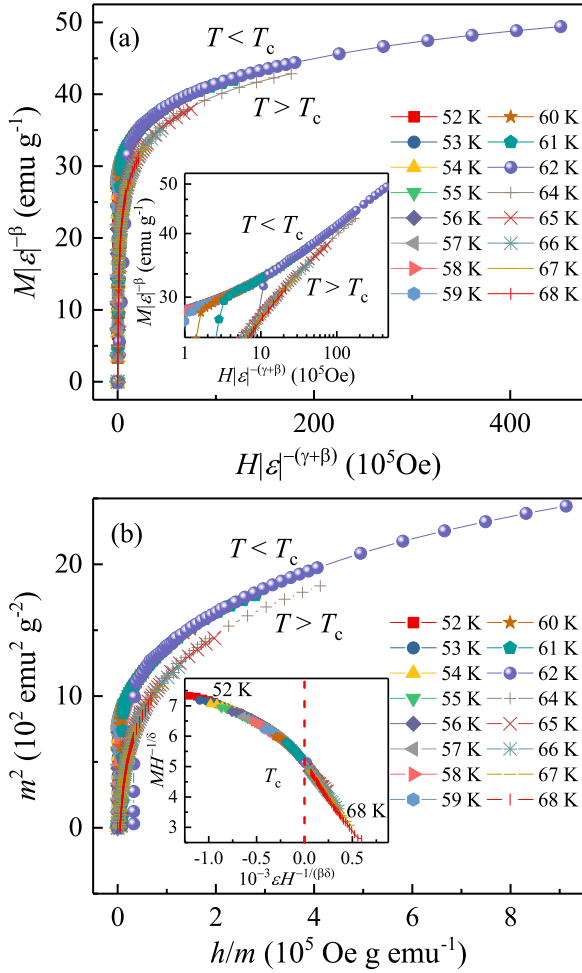 (a)
T < Tc
T > Tc
M|ε|^-β (emu g^-1)
50
40
30
20
10
0
52 K
53 K
54 K
55 K
56 K
57 K
58 K
59 K
60 K
61 K
62 K
64 K
65 K
66 K
67 K
68 K
M|ε|^-β (emu g^-1)
50
40
30
T < Tc
T > Tc
1
10
100
H|ε|^-(γ+β) (10^5Oe)
0
200
400
H|ε|^-(γ+β) (10^5Oe)
(b)
T < Tc
T > Tc
m^2 (10^2 emu^2 g^-2)
20
10
0
52 K
53 K
54 K
55 K
56 K
57 K
58 K
59 K
60 K
61 K
62 K
64 K
65 K
66 K
67 K
68 K
MH^-1/δ
7
6
5
4
3
52 K
Tc
68 K
-1.0
-0.5
0.0
0.5
10^-3εH^-1/(βδ)
0
2
4
6
8
h/m (10^5 Oe g emu^-1)